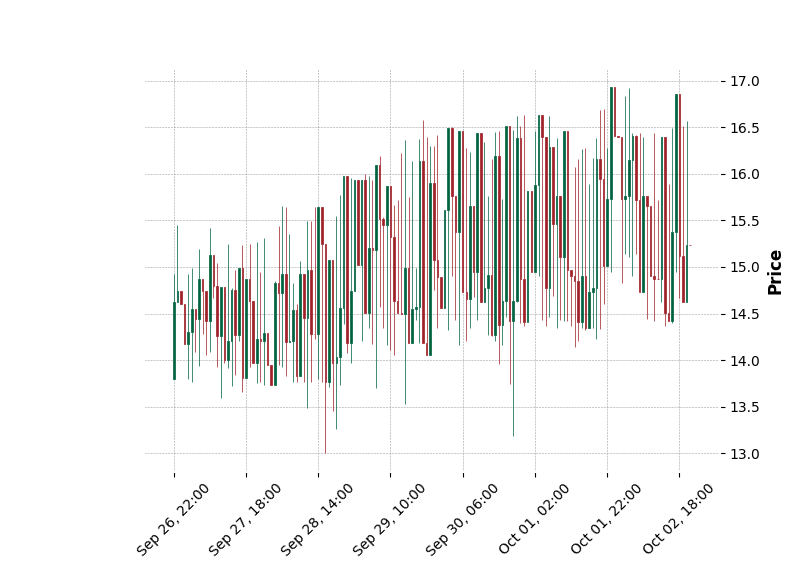 17.0
16.5
16.0
15.5
15.0
14.5
14.0
13.5
13.0
Price
Sep 26, 22:00
Sep 27, 18:00
Sep 28, 14:00
Sep 29, 10:00
Sep 30, 06:00
Oct 01, 02:00
Oct 01, 22:00
Oct 02, 18:00